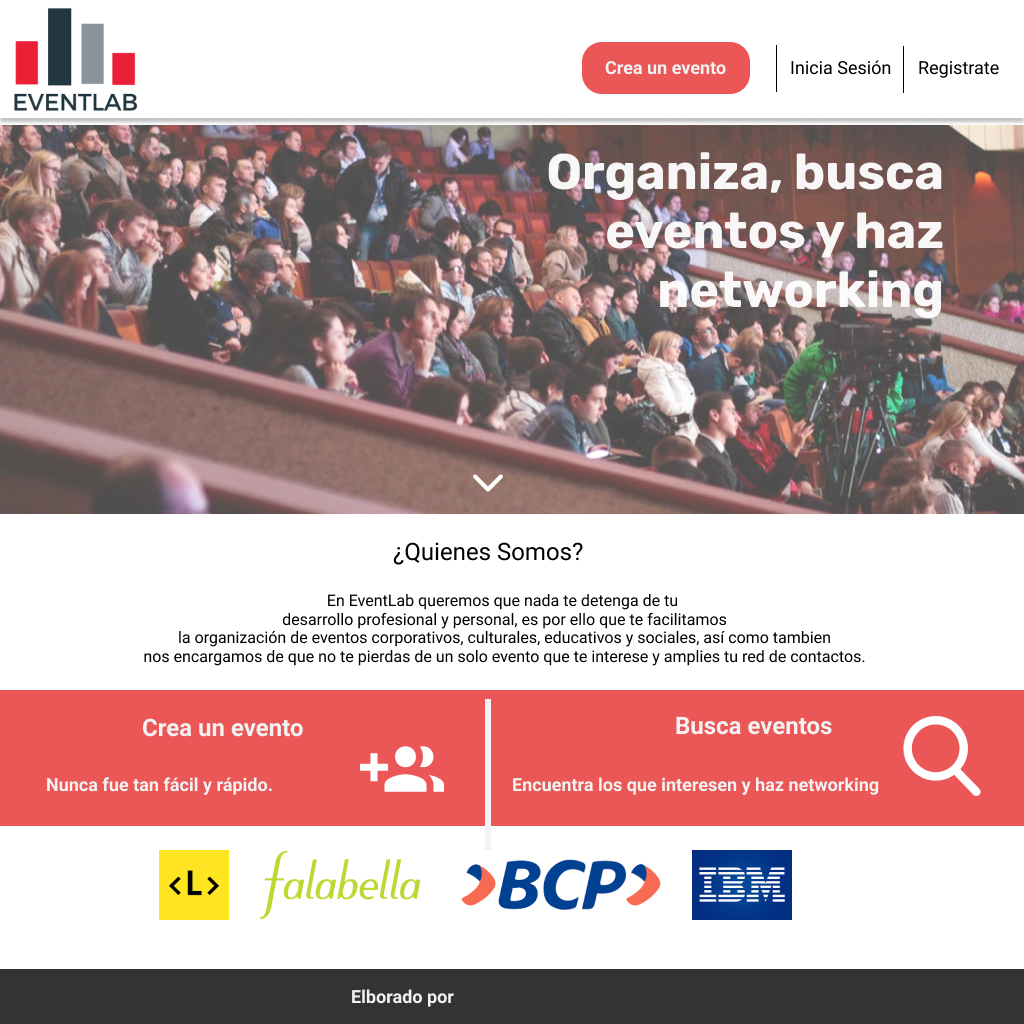 EVENTLAB
Crea un evento
Inicia Sesión
Registrate
Organiza, busca
eventos y haz
networking
¿Quienes Somos?
En EventLab queremos que nada te detenga de tu
desarrollo profesional y personal, es por ello que te facilitamos
la organización de eventos corporativos, culturales, educativos y sociales, así como tambien
nos encargamos de que no te pierdas de un solo evento que te interese y amplies tu red de contactos.
Crea un evento
Nunca fue tan fácil y rápido.
Busca eventos
Encuentra los que interesen y haz networking
<L>
falabella
BCP
IBM
Elborado por